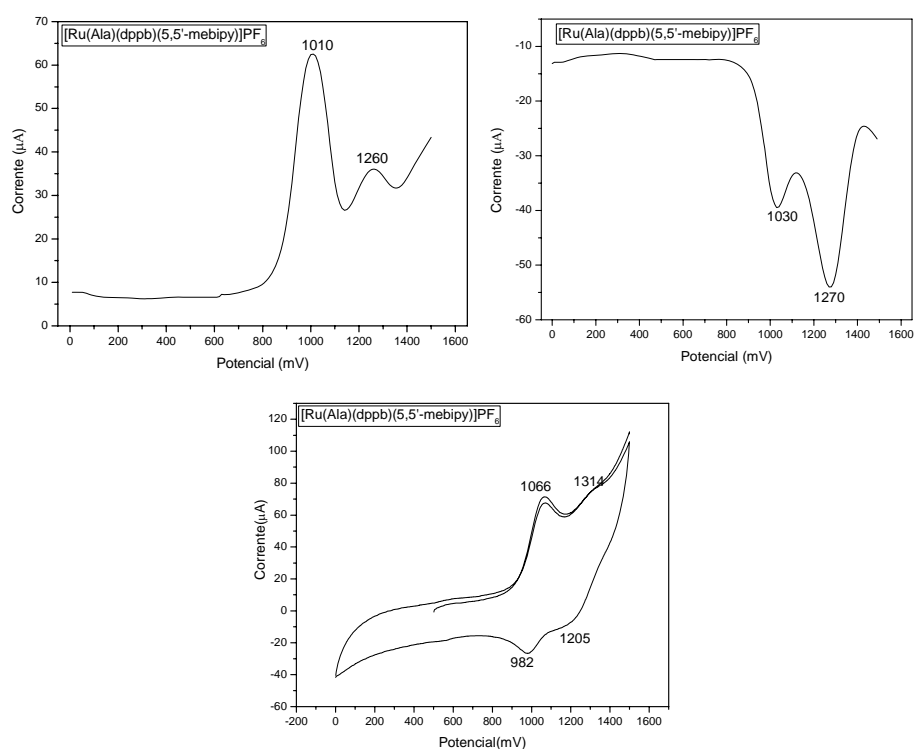 [Ru(Ala)(dppb)(5,5'-mebipy)]PF₆
70
60
50
40
30
20
10
0
1010
1260
Corrente (μA)
0 200 400 600 800 1000 1200 1400 1600
Potencial (mV)
[Ru(Ala)(dppb)(5,5'-mebipy)]PF₆
-10
-20
-30
-40
-50
-60
1030
1270
Corrente (μA)
0 200 400 600 800 1000 1200 1400 1600
Potencial (mV)
[Ru(Ala)(dppb)(5,5'-mebipy)]PF₆
120
100
80
60
40
20
0
-20
-40
-60
1066
1314
982
1205
Corrente(μA)
-200 0 200 400 600 800 1000 1200 1400 1600
Potencial(mV)